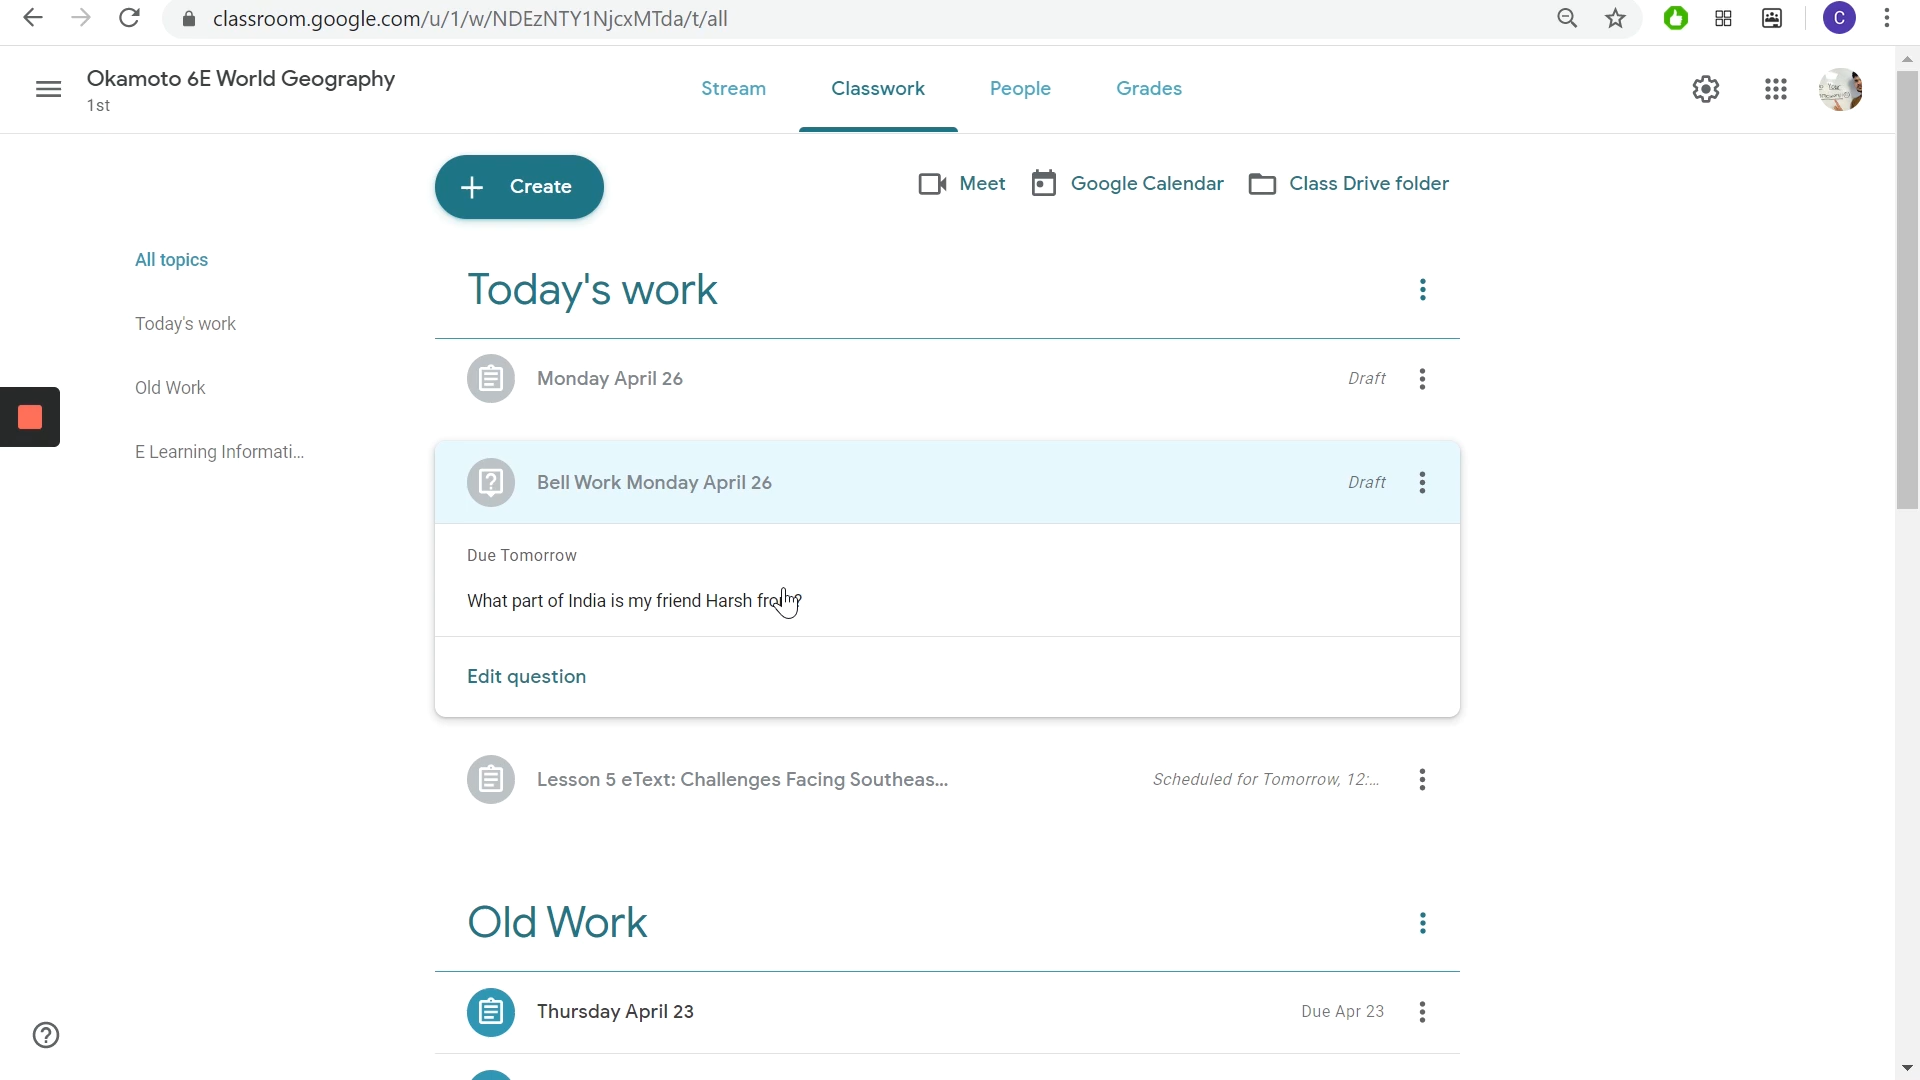 classroom.google.com/u/1/w/NDEzNTY1NjcxMTda/t/all
C
Okamoto 6E World Geography
1st
Stream
Classwork
People
Grades
Create
Meet
Google Calendar
Class Drive folder
All topics
Today's work
Old Work
E Learning Informati...
Today's work
Monday April 26
Draft
Bell Work Monday April 26
Draft
Due Tomorrow
What part of India is my friend Harsh from?
Edit question
Lesson 5 eText: Challenges Facing Southeas...
Scheduled for Tomorrow, 12:...
Old Work
Thursday April 23
Due Apr 23